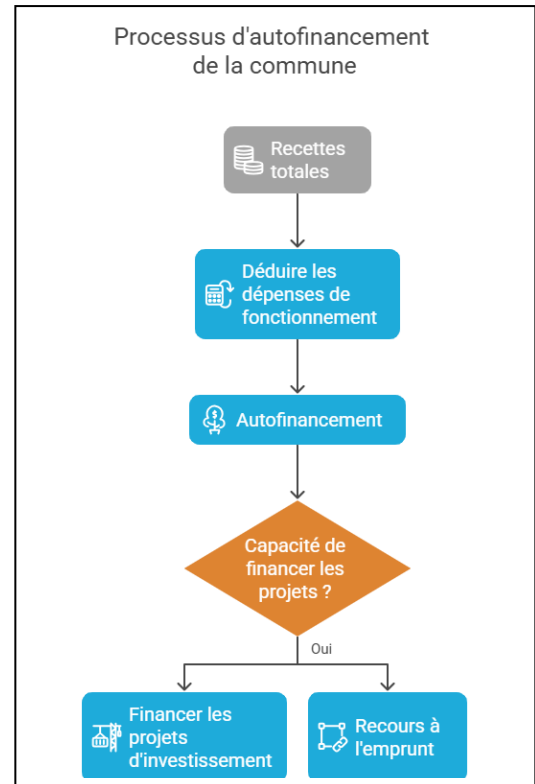 Processus d'autofinancement
de la commune
Recettes
totales
Déduire les
dépenses de
fonctionnement
Autofinancement
Capacité de
financer les
projets ?
Oui
Financer les
projets
d'investissement
Recours à
l'emprunt